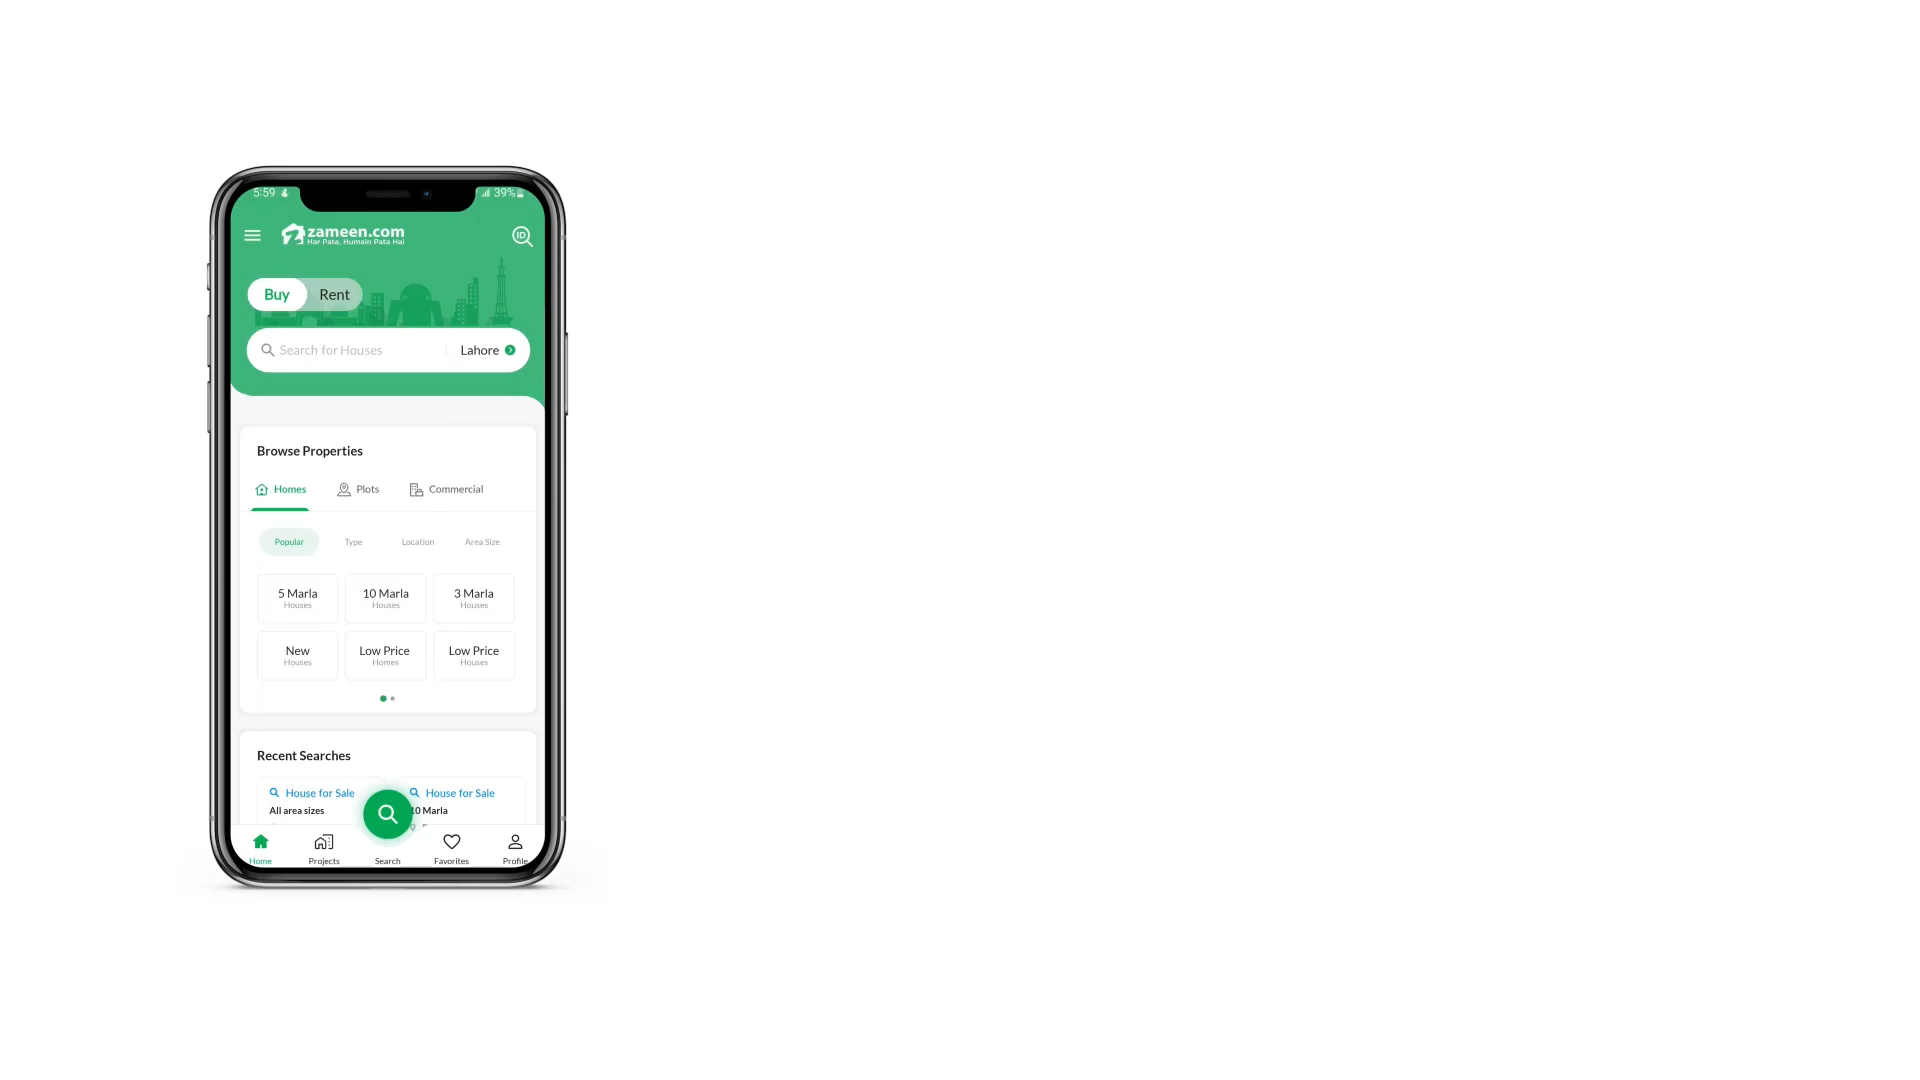 5:59
39%
zameen.com
Har Pata, Humain Pata Hai
ID
Buy
Rent
Search for Houses
Lahore
Browse Properties
Homes
Plots
Commercial
Popular
Type
Location
Area Size
5 Marla
Houses
10 Marla
Houses
3 Marla
Houses
New
Houses
Low Price
Homes
Low Price
Houses
Recent Searches
House for Sale
All area sizes
House for Sale
10 Marla
Home
Projects
Search
Favorites
Profile